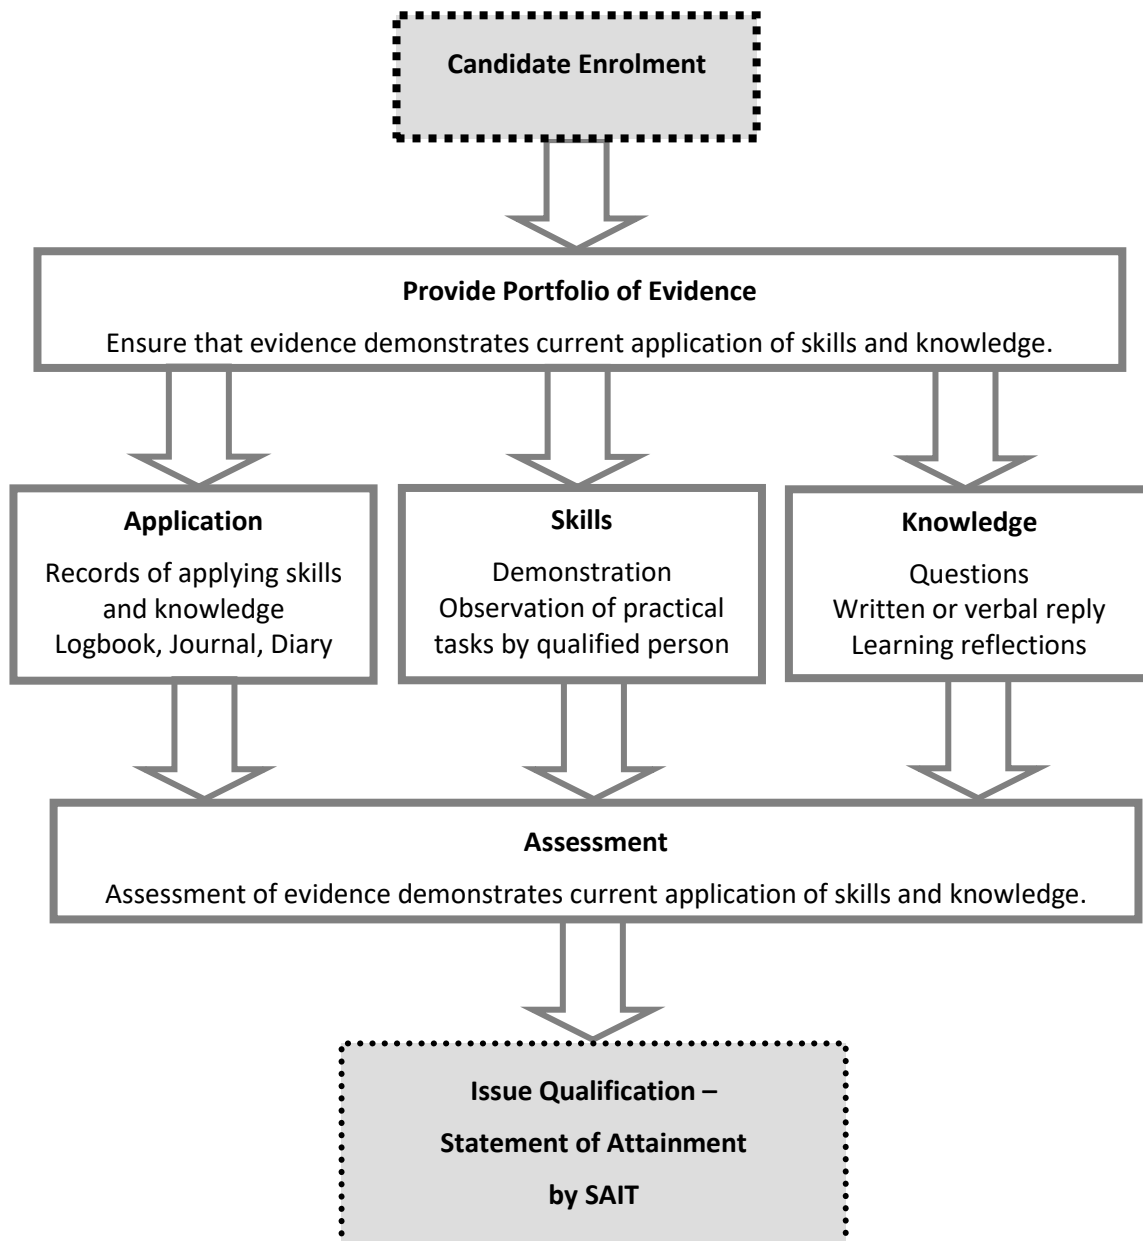 Candidate Enrolment
Provide Portfolio of Evidence
Ensure that evidence demonstrates current application of skills and knowledge.
Application
Records of applying skills
and knowledge
Logbook, Journal, Diary
Skills
Demonstration
Observation of practical
tasks by qualified person
Knowledge
Questions
Written or verbal reply
Learning reflections
Assessment
Assessment of evidence demonstrates current application of skills and knowledge.
Issue Qualification –
Statement of Attainment
by SAIT